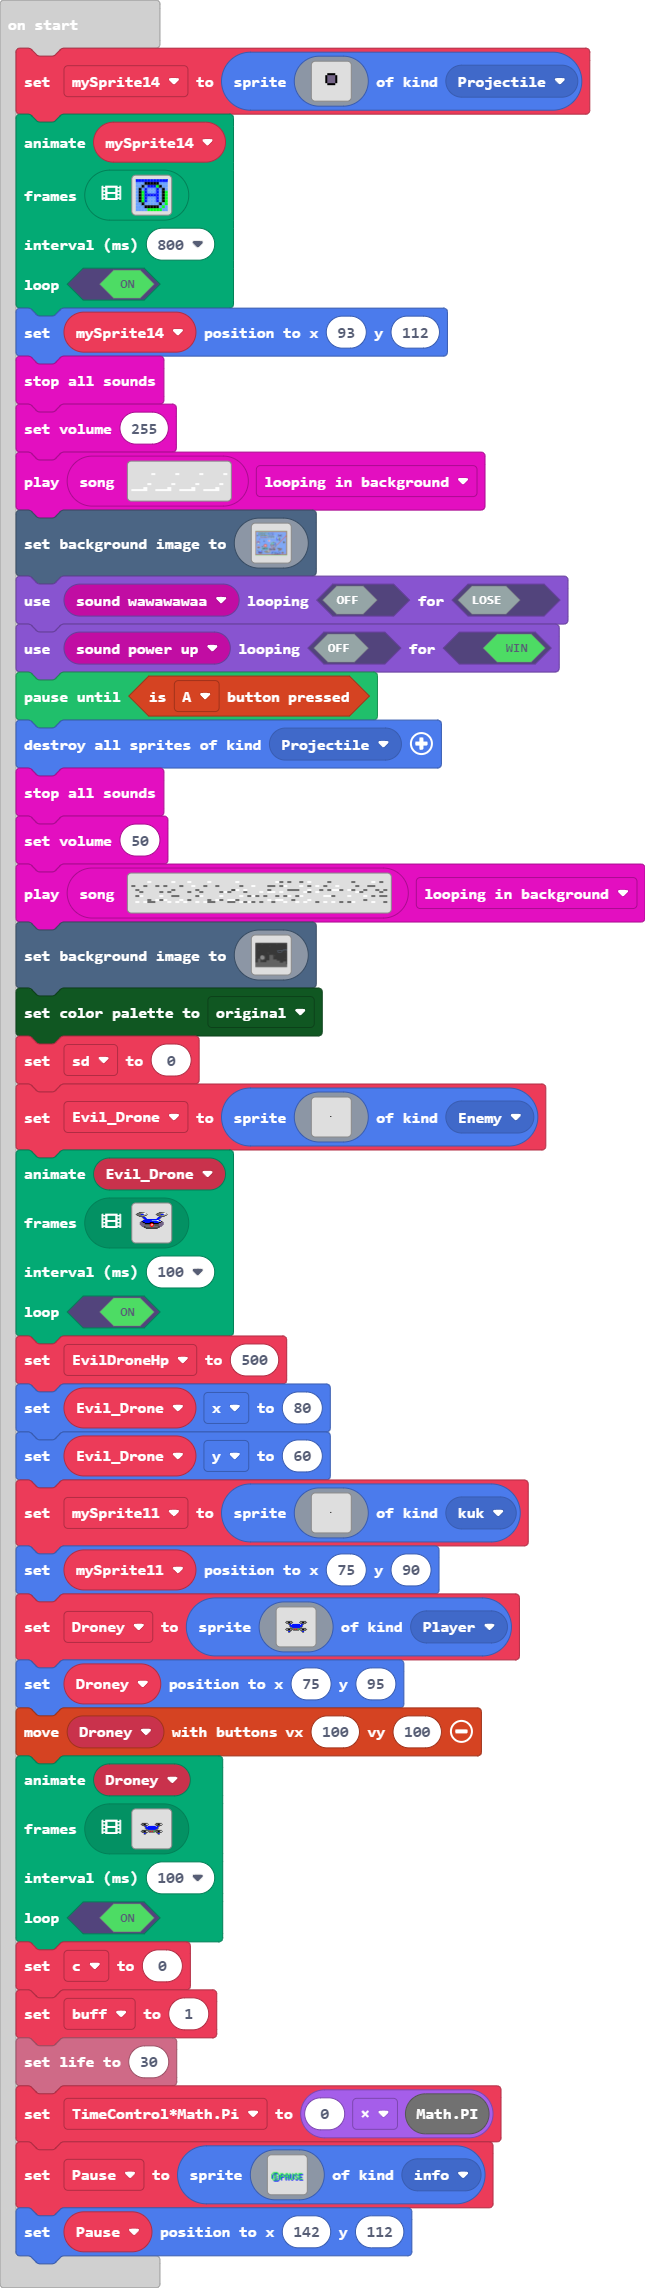 on start
set mySprite14 to sprite of kind Projectile
animate mySprite14
frames
interval (ms) 800
loop ON
set mySprite14 position to x 93 y 112
stop all sounds
set volume 255
play song looping in background
set background image to
use sound wawawawaa looping OFF for LOSE
use sound power up looping OFF for WIN
pause until is A button pressed
destroy all sprites of kind Projectile
stop all sounds
set volume 50
play song looping in background
set background image to
set color palette to original
set sd to 0
set Evil_Drone to sprite of kind Enemy
animate Evil_Drone
frames
interval (ms) 100
loop ON
set EvilDroneHp to 500
set Evil_Drone x to 80
set Evil_Drone y to 60
set mySprite11 to sprite of kind kuk
set mySprite11 position to x 75 y 90
set Droney to sprite of kind Player
set Droney position to x 75 y 95
move Droney with buttons vx 100 vy 100
animate Droney
frames
interval (ms) 100
loop ON
set c to 0
set buff to 1
set life to 30
set TimeControl*Math.Pi to 0 × Math.PI
set Pause to sprite PAUSE of kind info
set Pause position to x 142 y 112